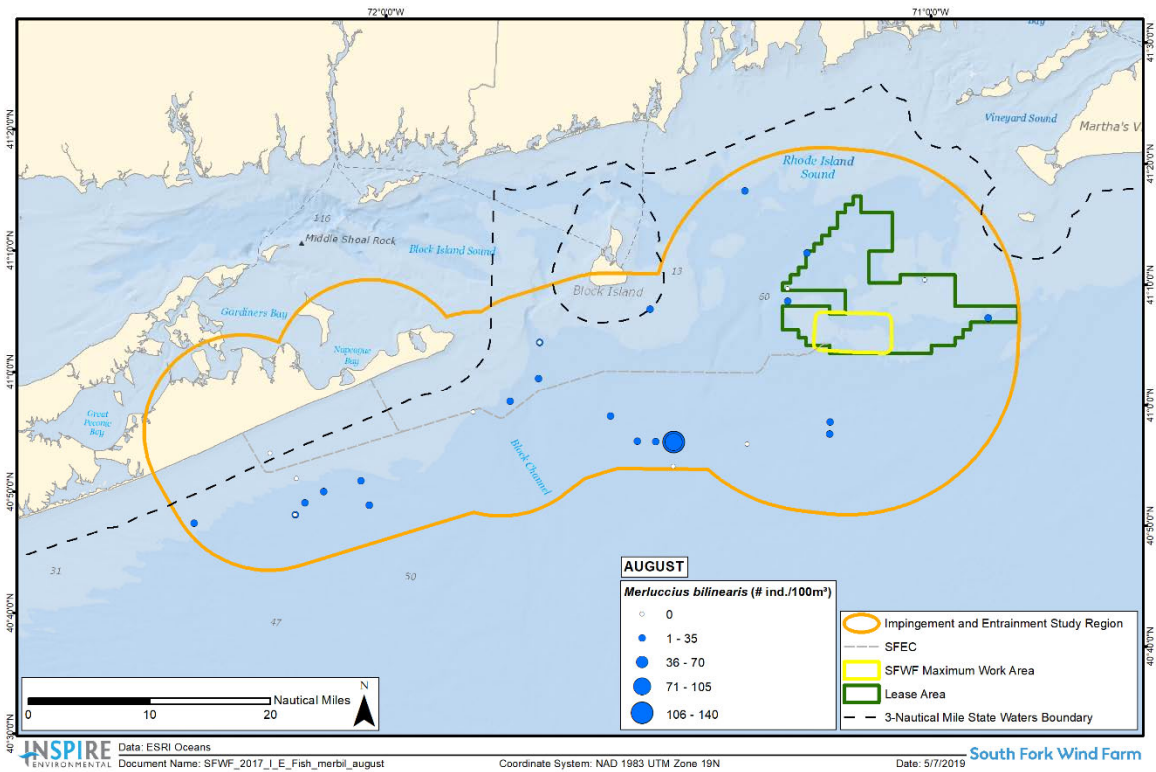 72°0'0"W
71°0'0"W
41°30'0"N
41°20'0"N
41°20'0"N
41°10'0"N
41°10'0"N
41°0'0"N
41°0'0"N
40°50'0"N
40°50'0"N
40°40'0"N
40°40'0"N
40°30'0"N
Bay
Vineyard Sound
Martha's V
Rhode Island
Sound
116
Middle Shoal Rock
Block Island Sound
13
Block Island
60
Gardiners Bay
Napeague
Bay
Great
Peconic
Bay
Block Channel
31
50
47
AUGUST
Merluccius bilinearis (# ind./100m³)
0
1 - 35
36 - 70
71 - 105
106 - 140
Impingement and Entrainment Study Region
SFEC
SFWF Maximum Work Area
Lease Area
3-Nautical Mile State Waters Boundary
N
Nautical Miles
0 10 20
INSPIRE
ENVIRONMENTAL
Data: ESRI Oceans
Document Name: SFWF_2017_I_E_Fish_merbil_august
Coordinate System: NAD 1983 UTM Zone 19N
Date: 5/7/2019
South Fork Wind Farm